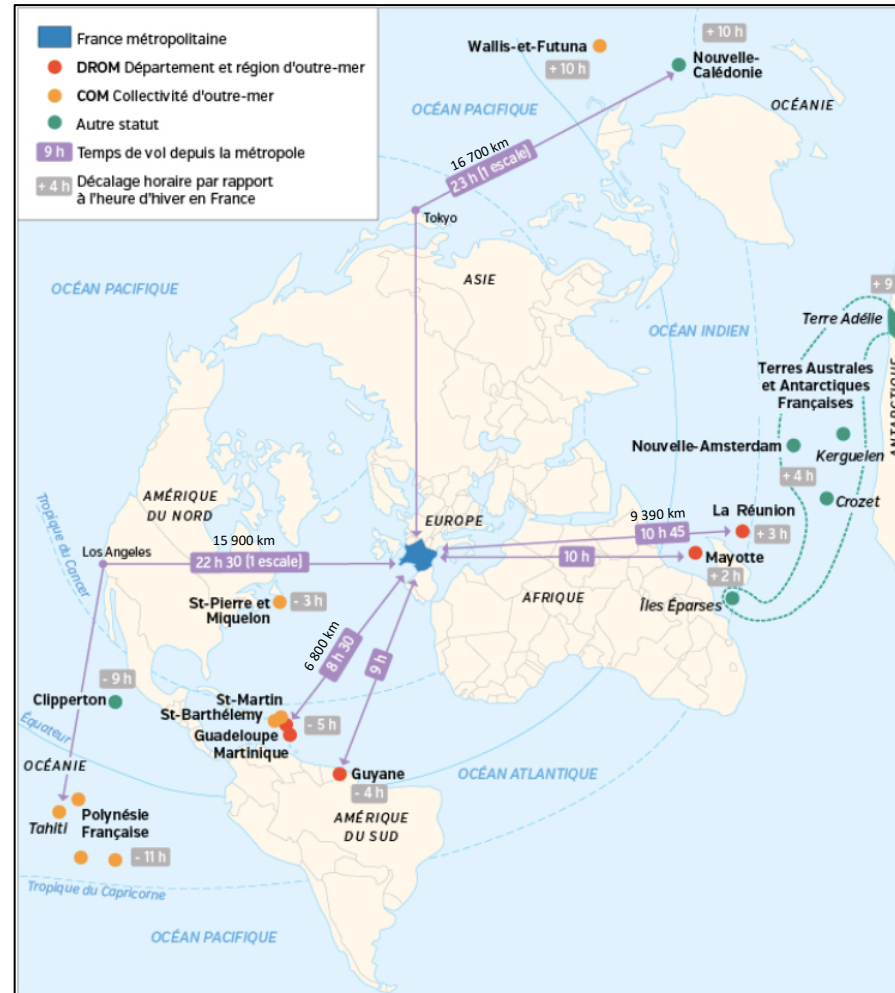 France métropolitaine
DROM Département et région d'outre-mer
COM Collectivité d'outre-mer
Autre statut
9 h Temps de vol depuis la métropole
+ 4 h Décalage horaire par rapport
à l'heure d'hiver en France
Wallis-et-Futuna
+ 10 h
+ 10 h
Nouvelle-
Calédonie
OCÉANIE
OCÉAN PACIFIQUE
16 700 km
23 h (1 escale)
Tokyo
ASIE
OCÉAN PACIFIQUE
OCÉAN INDIEN
+ 9
Terre Adélie
Terres Australes
et Antarctiques
Françaises
ANTARCTIQUE
Nouvelle-Amsterdam
Kerguelen
+ 4 h
Crozet
AMÉRIQUE
DU NORD
EUROPE
9 390 km
10 h 45
La Réunion
+ 3 h
Tropique du Cancer
15 900 km
Los Angeles
22 h 30 (1 escale)
10 h
Mayotte
+ 2 h
AFRIQUE
Îles Éparses
St-Pierre et
Miquelon
- 3 h
6 800 km
8 h 30
9 h
- 9 h
Clipperton
St-Martin
St-Barthélemy
Guadeloupe
Martinique
- 5 h
Équateur
OCÉANIE
Guyane
- 4 h
OCÉAN ATLANTIQUE
Tahiti
Polynésie
Française
- 11 h
AMÉRIQUE
DU SUD
Tropique du Capricorne
OCÉAN PACIFIQUE